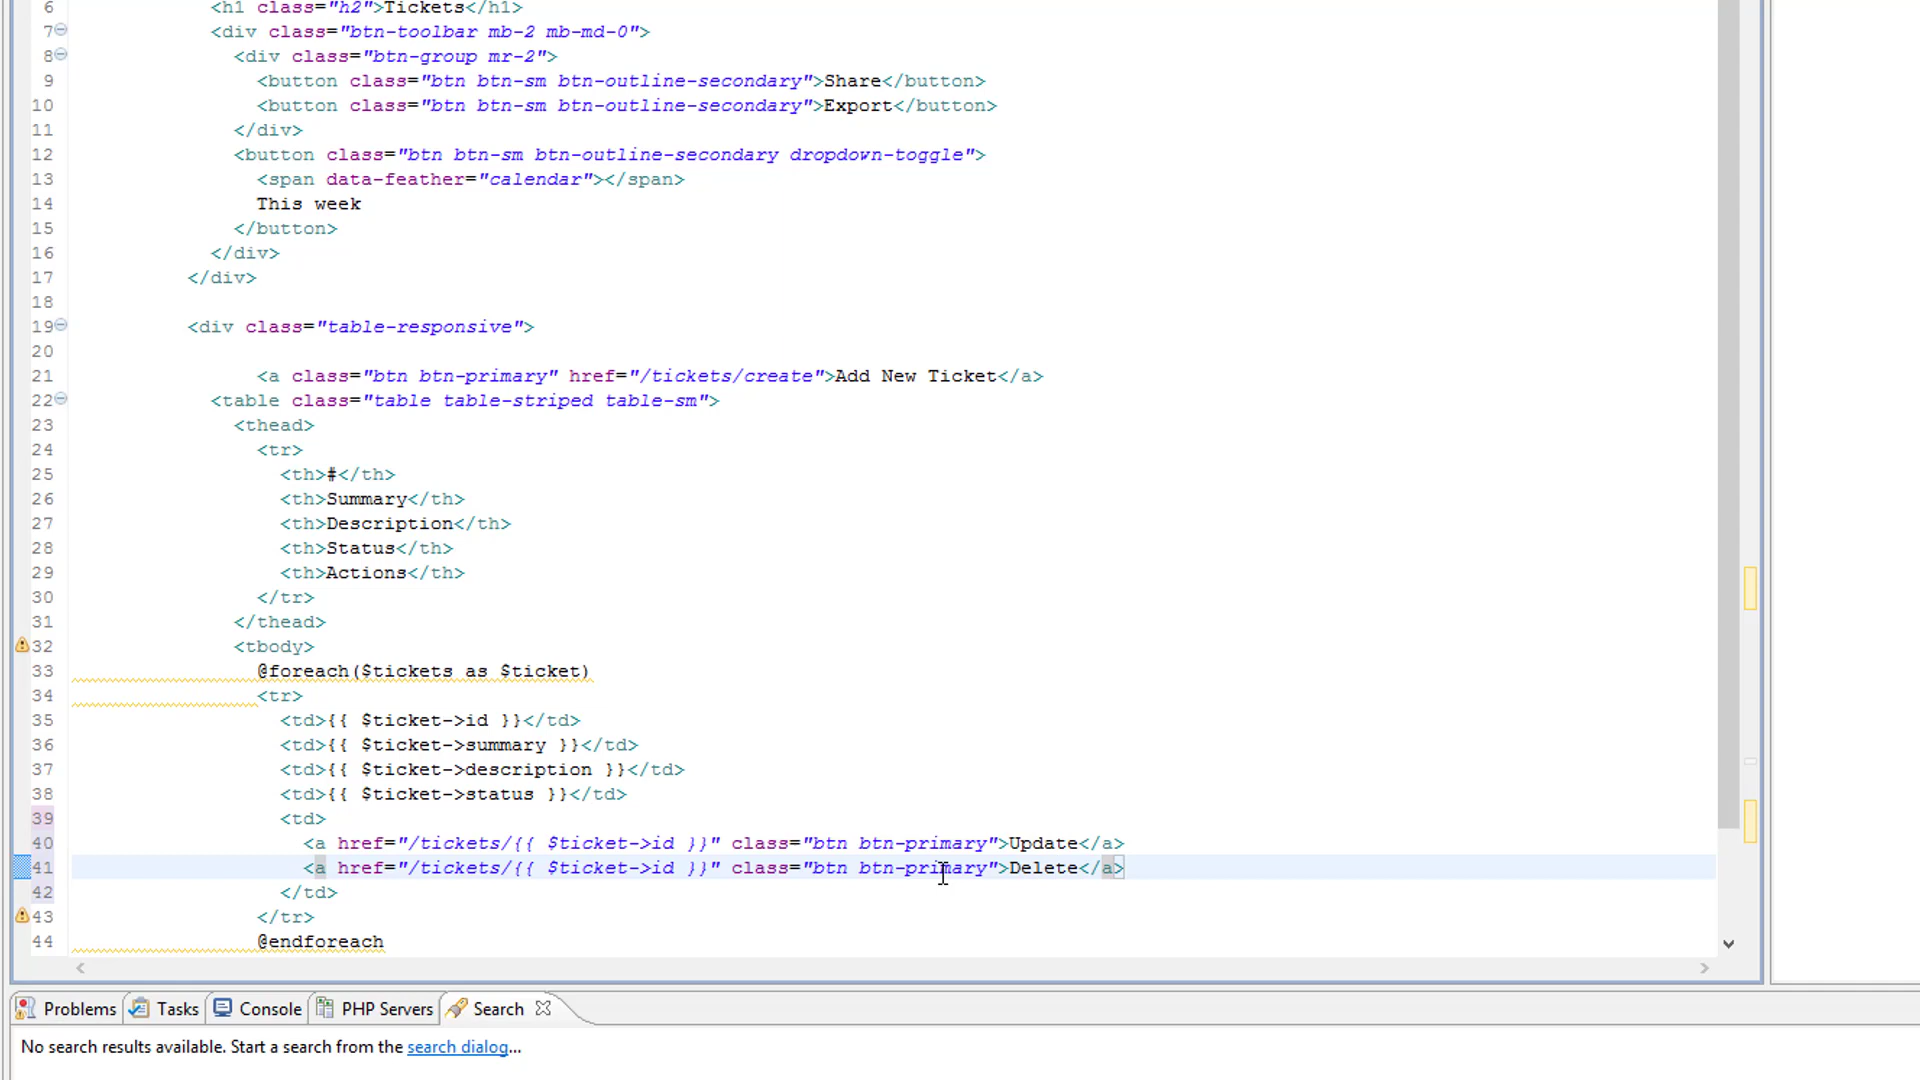 6 <h1 class="h2">Tickets</h1>
7 <div class="btn-toolbar mb-2 mb-md-0">
8 <div class="btn-group mr-2">
9 <button class="btn btn-sm btn-outline-secondary">Share</button>
10 <button class="btn btn-sm btn-outline-secondary">Export</button>
11 </div>
12 <button class="btn btn-sm btn-outline-secondary dropdown-toggle">
13 <span data-feather="calendar"></span>
14 This week
15 </button>
16 </div>
17 </div>
18
19 <div class="table-responsive">
20
21 <a class="btn btn-primary" href="/tickets/create">Add New Ticket</a>
22 <table class="table table-striped table-sm">
23 <thead>
24 <tr>
25 <th>#</th>
26 <th>Summary</th>
27 <th>Description</th>
28 <th>Status</th>
29 <th>Actions</th>
30 </tr>
31 </thead>
32 <tbody>
33 @foreach($tickets as $ticket)
34 <tr>
35 <td>{{ $ticket->id }}</td>
36 <td>{{ $ticket->summary }}</td>
37 <td>{{ $ticket->description }}</td>
38 <td>{{ $ticket->status }}</td>
39 <td>
40 <a href="/tickets/{{ $ticket->id }}" class="btn btn-primary">Update</a>
41 <a href="/tickets/{{ $ticket->id }}" class="btn btn-primary">Delete</a>
42 </td>
43 </tr>
44 @endforeach
Problems Tasks Console PHP Servers Search
No search results available. Start a search from the search dialog...